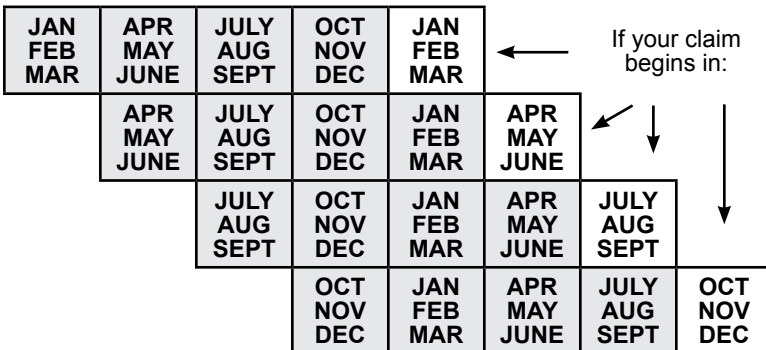 JAN APR JULY OCT JAN
FEB MAY AUG NOV FEB
MAR JUNE SEPT DEC MAR
If your claim
begins in:
APR JULY OCT JAN APR
MAY AUG NOV FEB MAY
JUNE SEPT DEC MAR JUNE
JULY OCT JAN APR JULY
AUG NOV FEB MAY AUG
SEPT DEC MAR JUNE SEPT
OCT JAN APR JULY OCT
NOV FEB MAY AUG NOV
DEC MAR JUNE SEPT DEC